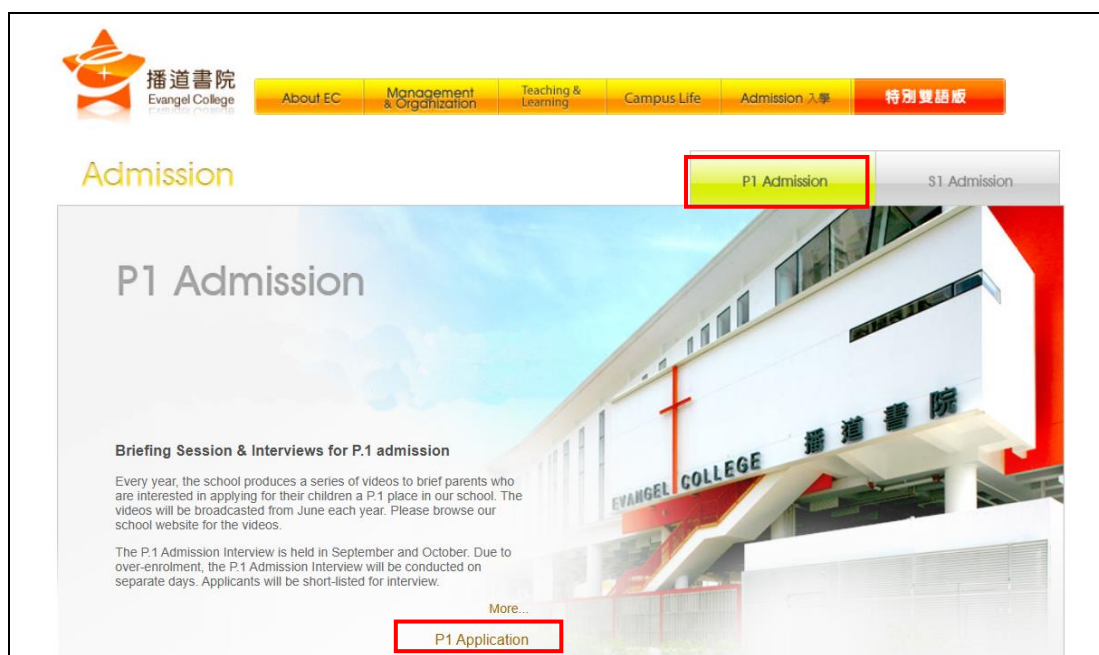 播道書院
Evangel College
About EC
Management
& Organization
Teaching &
Learning
Campus Life
Admission 入學
特別雙語版
Admission
P1 Admission
S1 Admission
P1 Admission
EVANGEL COLLEGE 播道書院
Briefing Session & Interviews for P.1 admission
Every year, the school produces a series of videos to brief parents who
are interested in applying for their children a P.1 place in our school. The
videos will be broadcasted from June each year. Please browse our
school website for the videos.
The P.1 Admission Interview is held in September and October. Due to
over-enrolment, the P.1 Admission Interview will be conducted on
separate days. Applicants will be short-listed for interview.
More...
P1 Application